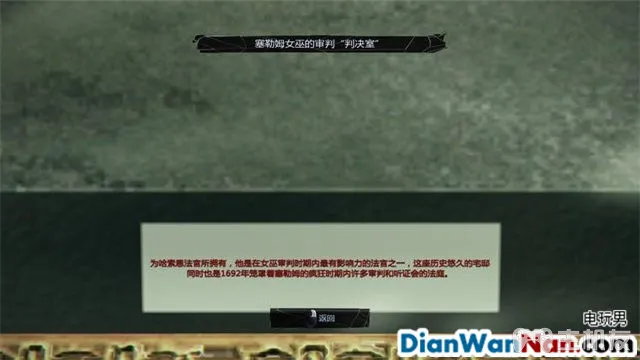 塞勒姆女巫的审判“判决室”
为哈索恩法官所拥有，他是在女巫审判时期内最有影响力的法官之一，这座历史悠久的宅邸
同时也是1692年笼罩着塞勒姆的疯狂时期内许多审判和听证会的法庭。
返回
电玩男
DianWanNan.com